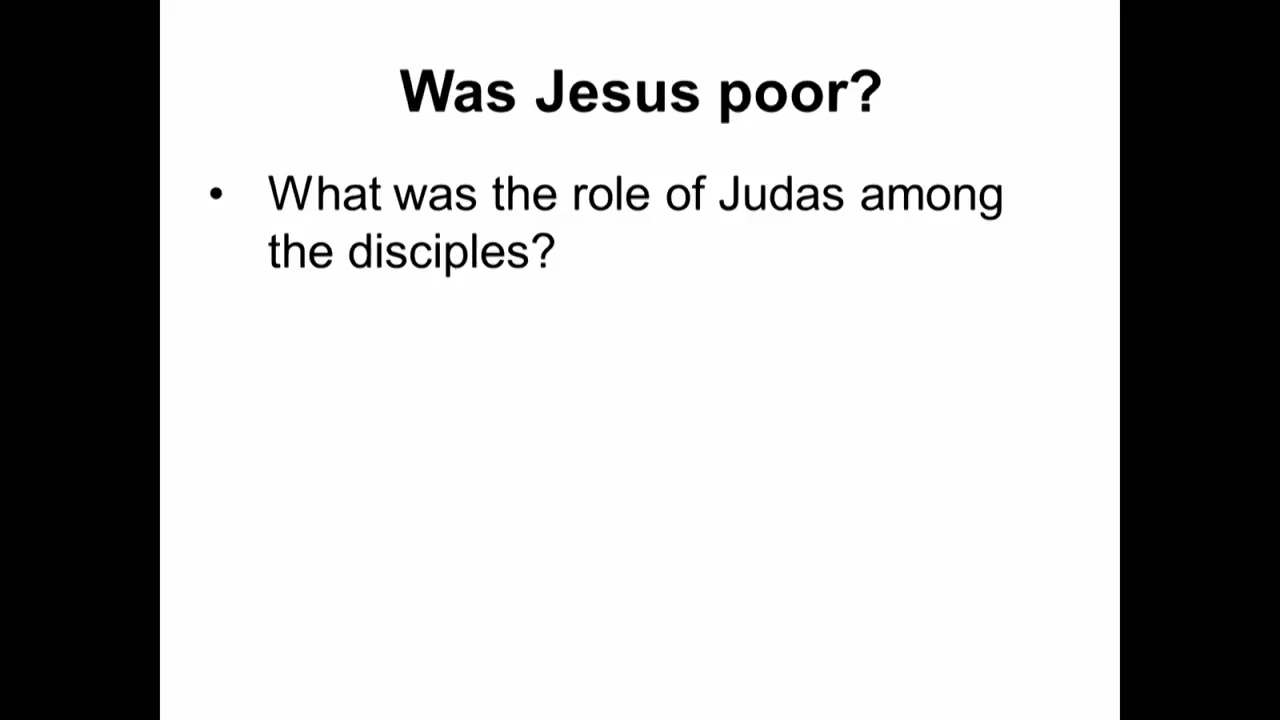 Was Jesus poor?
• What was the role of Judas among
the disciples?